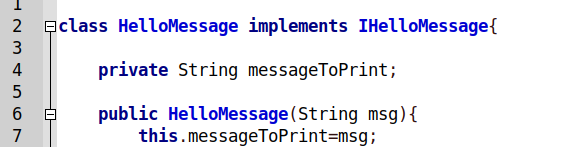 1
2 class HelloMessage implements IHelloMessage{
3
4 private String messageToPrint;
5
6 public HelloMessage(String msg){
7 this.messageToPrint=msg;